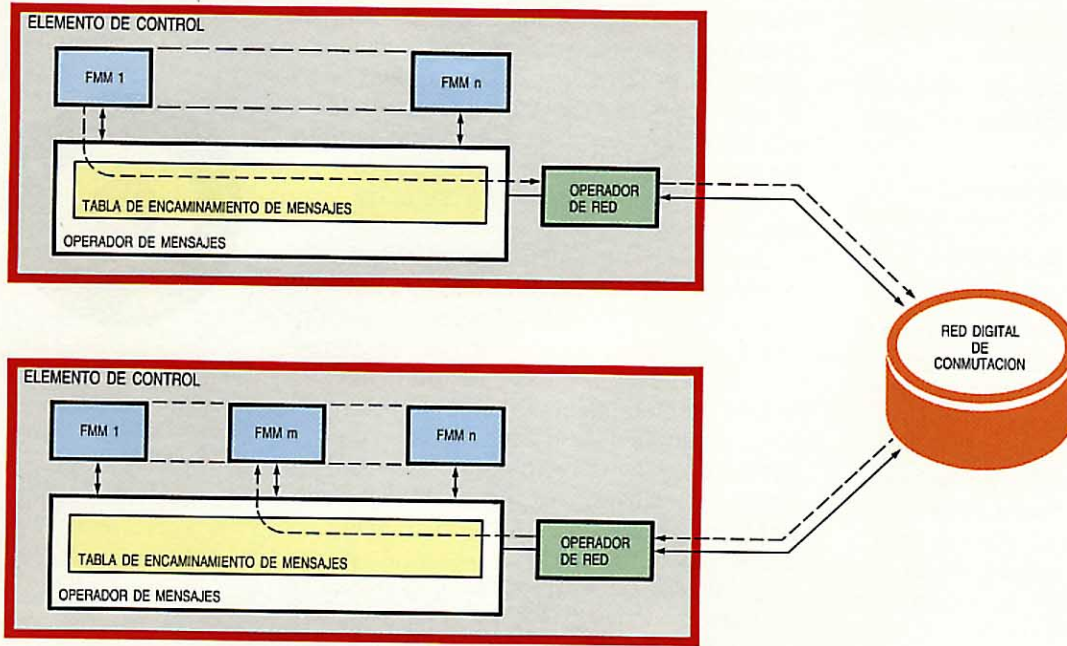 ELEMENTO DE CONTROL
FMM 1
FMM n
TABLA DE ENCAMINAMIENTO DE MENSAJES
OPERADOR DE MENSAJES
OPERADOR
DE RED
RED DIGITAL
DE
CONMUTACION
ELEMENTO DE CONTROL
FMM 1
FMM m
FMM n
TABLA DE ENCAMINAMIENTO DE MENSAJES
OPERADOR DE MENSAJES
OPERADOR
DE RED